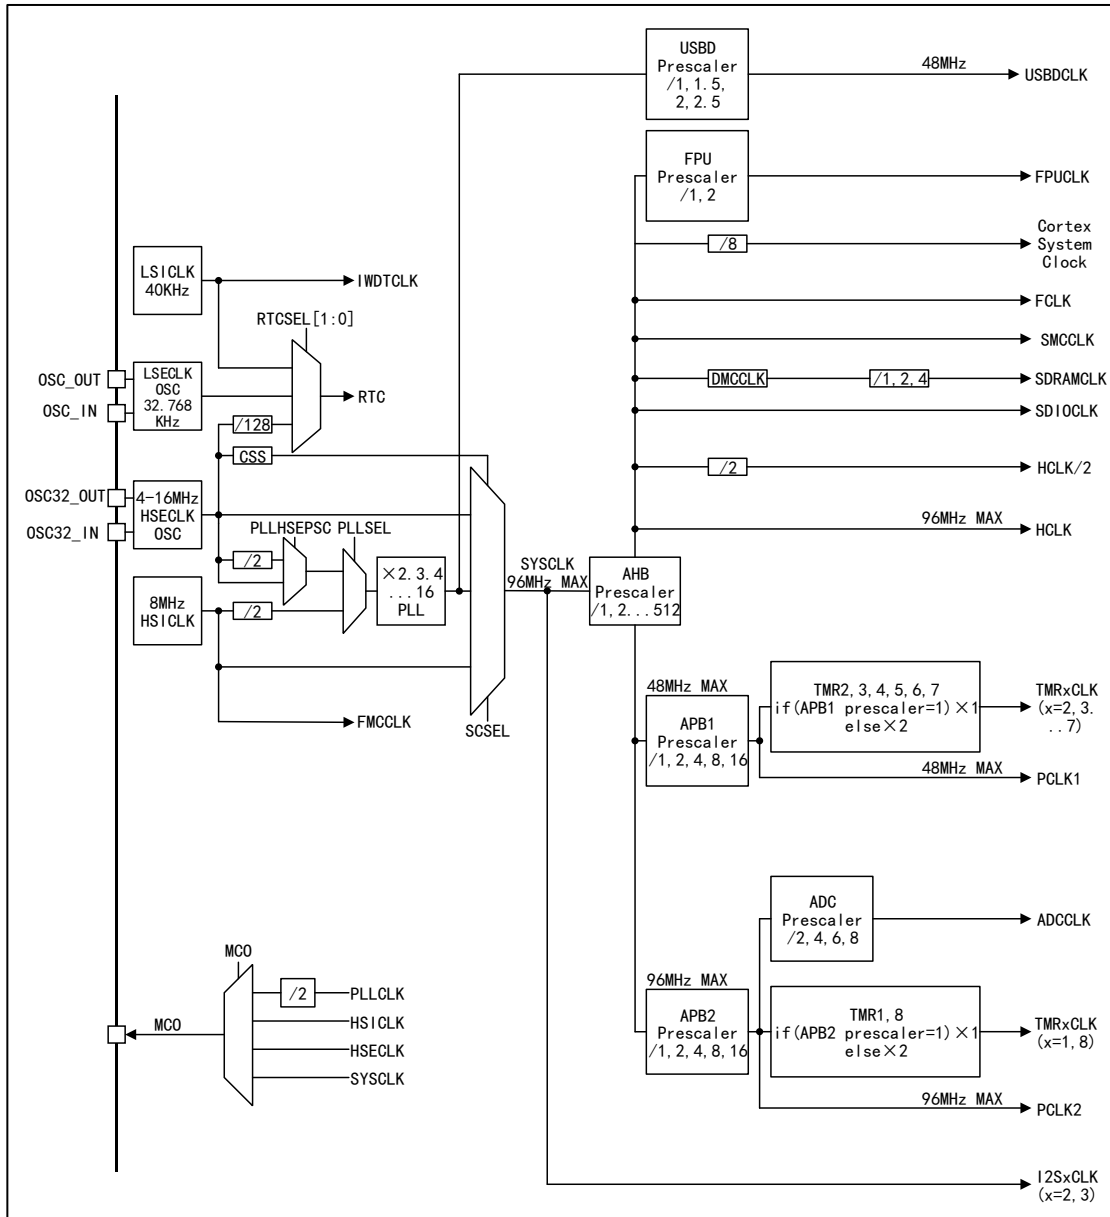 USBD
Prescaler
/1, 1.5,
2, 2.5
48MHz
USBDCLK
FPU
Prescaler
/1, 2
FPUCLK
/8
Cortex
System
Clock
LSICLK
40KHz
IWDTCLK
FCLK
RTCSEL[1:0]
SMCCLK
OSC_OUT
OSC_IN
LSECLK
OSC
32.768
KHz
RTC
DMCCLK
/1, 2, 4
SDRAMCLK
SDIOCLK
/128
CSS
/2
HCLK/2
OSC32_OUT
OSC32_IN
4-16MHz
HSECLK
OSC
96MHz MAX
HCLK
PLLHSEPSC
PLLSEL
/2
×2. 3. 4
... 16
PLL
SYSCLK
96MHz MAX
AHB
Prescaler
/1, 2... 512
8MHz
HSICLK
/2
FMCCLK
SCSEL
48MHz MAX
APB1
Prescaler
/1, 2, 4, 8, 16
TMR2, 3, 4, 5, 6, 7
if(APB1 prescaler=1)×1
else×2
TMRxCLK
(x=2, 3.
.. 7)
48MHz MAX
PCLK1
ADC
Prescaler
/2, 4, 6, 8
ADCCLK
MCO
/2
PLLCLK
HSICLK
HSECLK
SYSCLK
MCO
96MHz MAX
APB2
Prescaler
/1, 2, 4, 8, 16
TMR1, 8
if(APB2 prescaler=1)×1
else×2
TMRxCLK
(x=1, 8)
96MHz MAX
PCLK2
I2SxCLK
(x=2, 3)